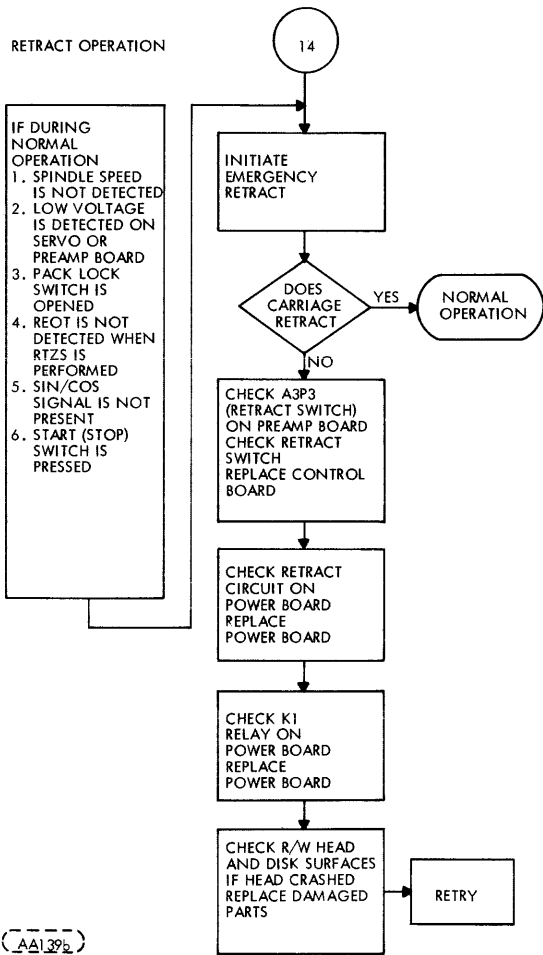 RETRACT OPERATION
14
IF DURING
NORMAL
OPERATION
1. SPINDLE SPEED
IS NOT DETECTED
2. LOW VOLTAGE
IS DETECTED ON
SERVO OR
PREAMP BOARD
3. PACK LOCK
SWITCH IS
OPENED
4. REOT IS NOT
DETECTED WHEN
RTZS IS
PERFORMED
5. SIN/COS
SIGNAL IS NOT
PRESENT
6. START (STOP)
SWITCH IS
PRESSED
INITIATE
EMERGENCY
RETRACT
DOES
CARRIAGE
RETRACT
YES
NORMAL
OPERATION
NO
CHECK A3P3
(RETRACT SWITCH)
ON PREAMP BOARD
CHECK RETRACT
SWITCH
REPLACE CONTROL
BOARD
CHECK RETRACT
CIRCUIT ON
POWER BOARD
REPLACE
POWER BOARD
CHECK K1
RELAY ON
POWER BOARD
REPLACE
POWER BOARD
CHECK R/W HEAD
AND DISK SURFACES
IF HEAD CRASHED
REPLACE DAMAGED
PARTS
RETRY
AA139b